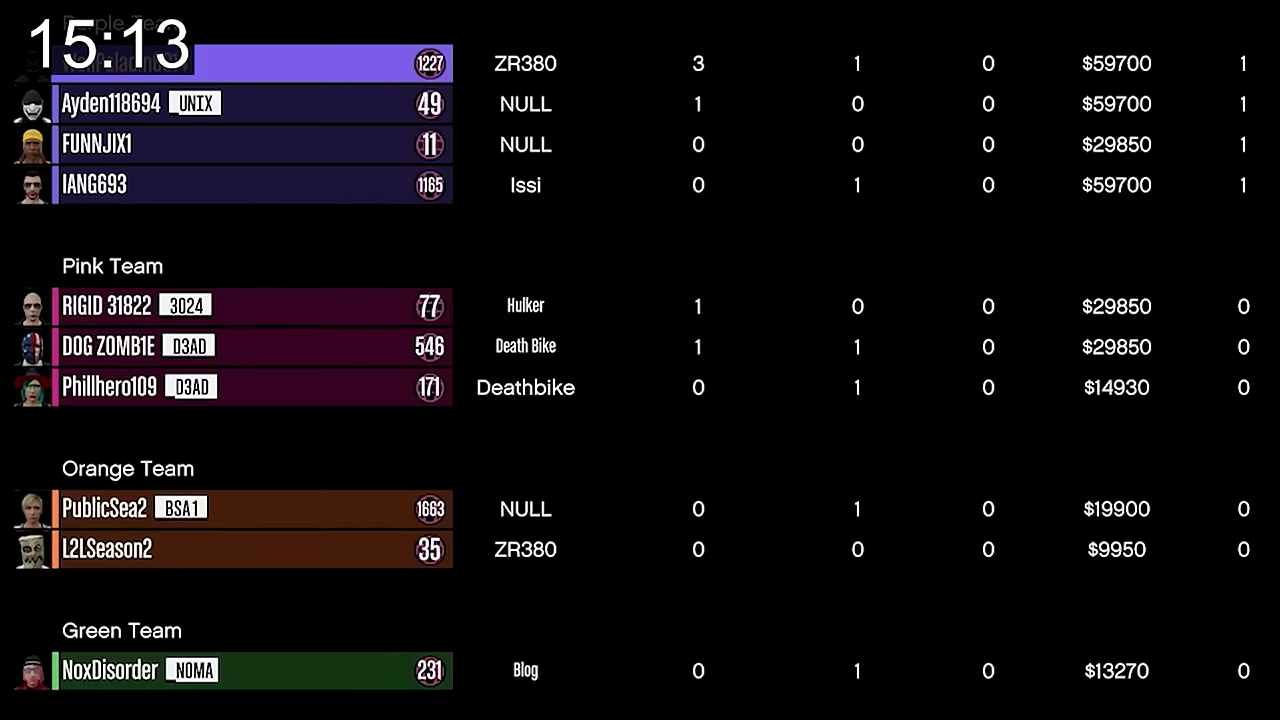 15:13
Purple Team
1227 ZR380 3 1 0 $59700 1
Ayden118694 UNIX 49 NULL 1 0 0 $59700 1
FUNNJIX1 11 NULL 0 0 0 $29850 1
IANG693 1165 Issi 0 1 0 $59700 1
Pink Team
RIGID 31822 3024 77 Hulker 1 0 0 $29850 0
DOG ZOMB1E D3AD 546 Death Bike 1 1 0 $29850 0
Phillhero109 D3AD 171 Deathbike 0 1 0 $14930 0
Orange Team
PublicSea2 BSA1 1663 NULL 0 1 0 $19900 0
L2LSeason2 35 ZR380 0 0 0 $9950 0
Green Team
NoxDisorder NOMA 231 Blog 0 1 0 $13270 0